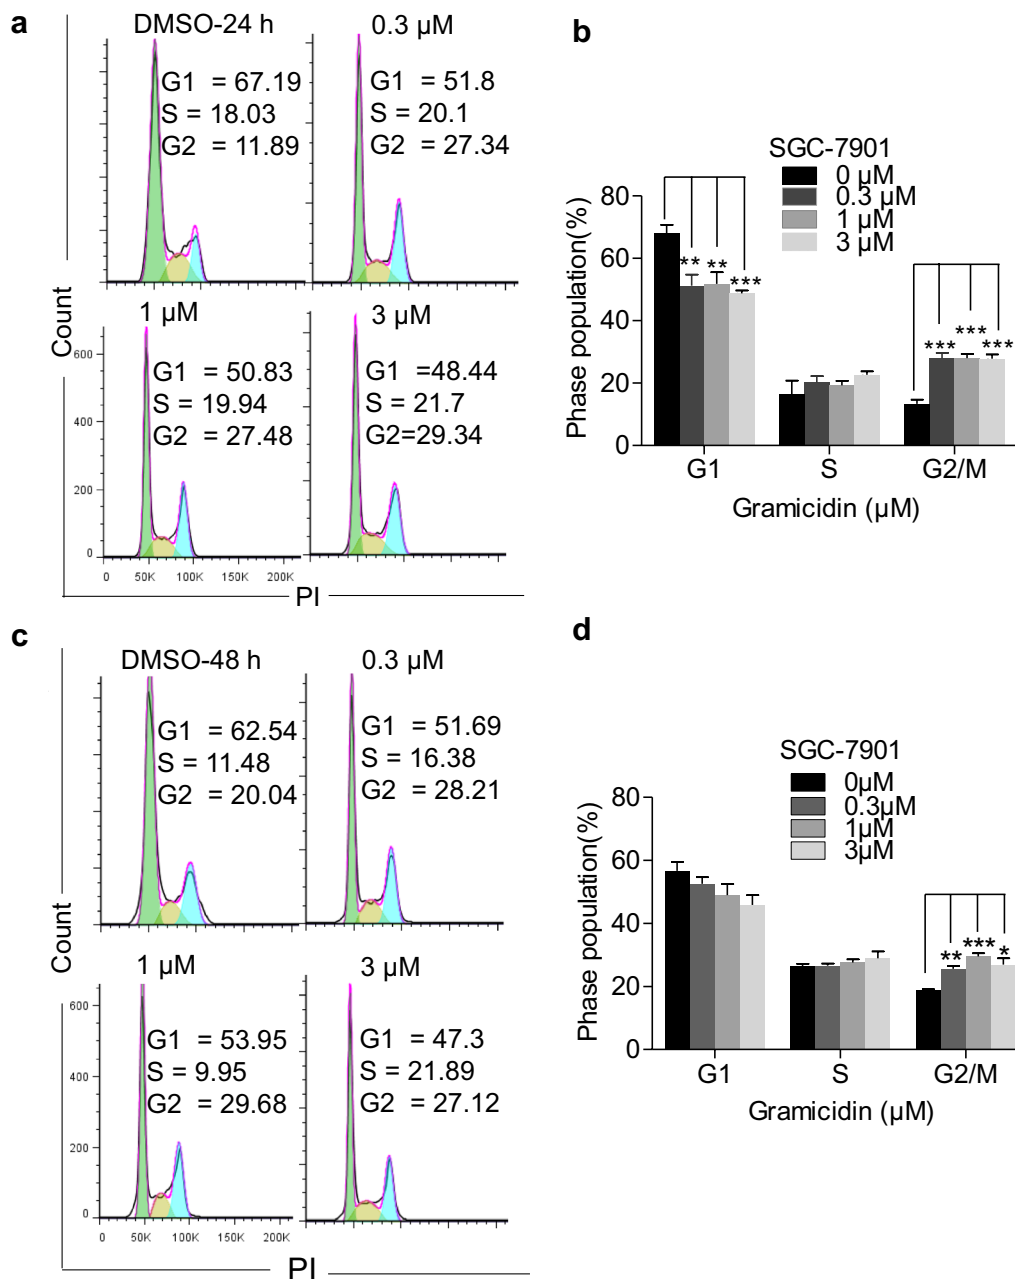 a
DMSO-24 h
G1 = 67.19
S = 18.03
G2 = 11.89
0.3 µM
G1 = 51.8
S = 20.1
G2 = 27.34
1 µM
G1 = 50.83
S = 19.94
G2 = 27.48
3 µM
G1 =48.44
S = 21.7
G2=29.34
Count
600
400
200
0
0 50K 100K 150K 200K
PI
b
SGC-7901
0 µM
0.3 µM
1 µM
3 µM
Phase population(%)
80
60
40
20
0
** ** ***
*** *** ***
G1 S G2/M
Gramicidin (µM)
c
DMSO-48 h
G1 = 62.54
S = 11.48
G2 = 20.04
0.3 µM
G1 = 51.69
S = 16.38
G2 = 28.21
1 µM
G1 = 53.95
S = 9.95
G2 = 29.68
3 µM
G1 = 47.3
S = 21.89
G2 = 27.12
Count
600
400
200
0
0 50K 100K 150K 200K
PI
d
SGC-7901
0µM
0.3µM
1µM
3µM
Phase population(%)
80
60
40
20
0
** *** *
G1 S G2/M
Gramicidin (µM)